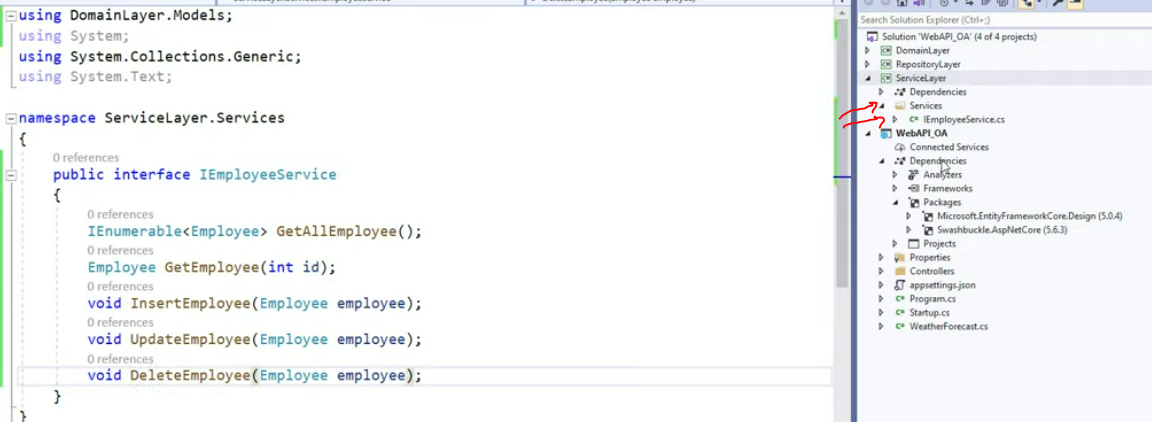 using DomainLayer.Models;
using System;
using System.Collections.Generic;
using System.Text;
namespace ServiceLayer.Services
{
0 references
public interface IEmployeeService
{
0 references
IEnumerable<Employee> GetAllEmployee();
0 references
Employee GetEmployee(int id);
0 references
void InsertEmployee(Employee employee);
0 references
void UpdateEmployee(Employee employee);
0 references
void DeleteEmployee(Employee employee);
}
}
Search Solution Explorer (Ctrl+;)
Solution 'WebAPI_OA' (4 of 4 projects)
DomainLayer
RepositoryLayer
ServiceLayer
Dependencies
Services
IEmployeeService.cs
WebAPI_OA
Connected Services
Dependencies
Analyzers
Frameworks
Packages
Microsoft.EntityFrameworkCore.Design (5.0.4)
Swashbuckle.AspNetCore (5.6.3)
Projects
Properties
Controllers
appsettings.json
Program.cs
Startup.cs
WeatherForecast.cs